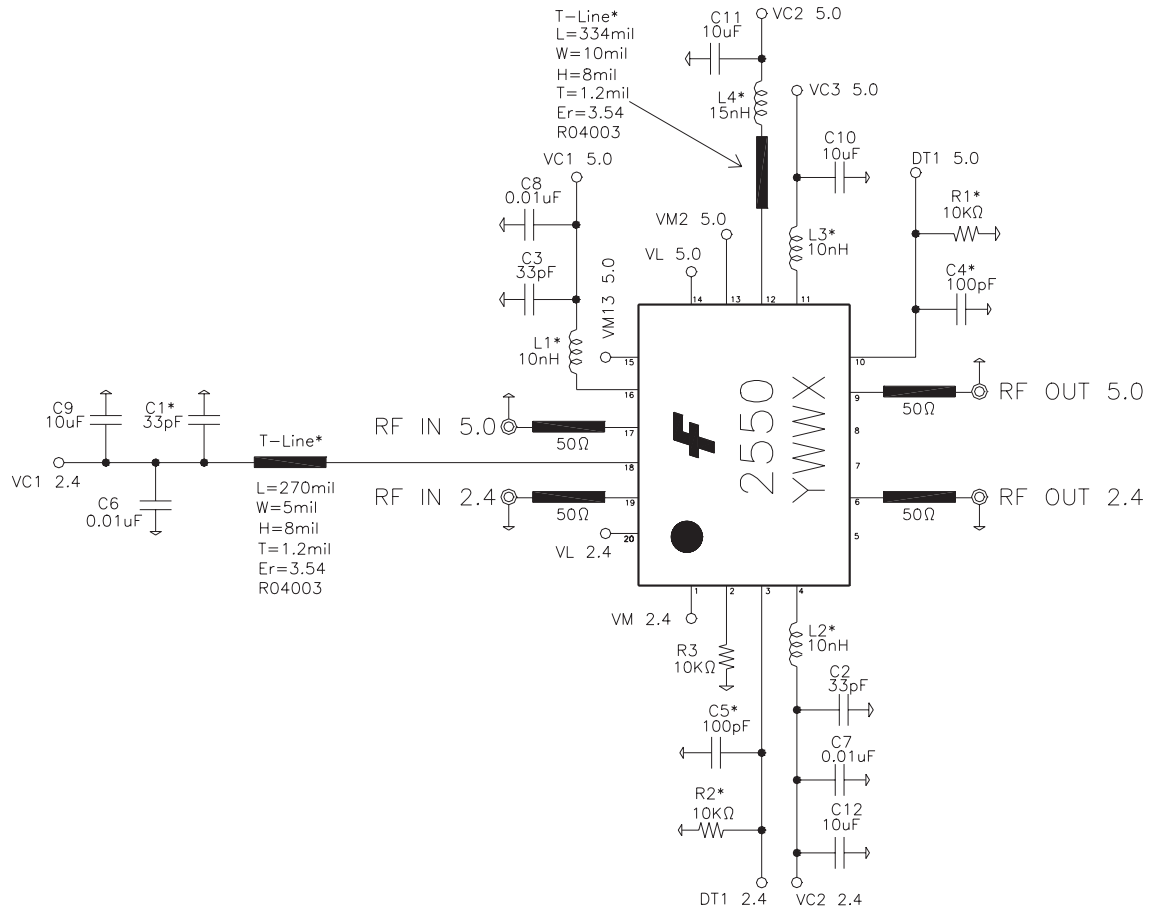 T-Line*
L=334mil
W=10mil
H=8mil
T=1.2mil
Er=3.54
R04003
C11
10uF
VC2 5.0
L4*
15nH
VC3 5.0
C10
10uF
L3*
10nH
VC1 5.0
C8
0.01uF
C3
33pF
L1*
10nH
VM2 5.0
VL 5.0
VM13 5.0
DT1 5.0
R1*
10KΩ
C4*
100pF
14
13
12
11
15
16
17
18
19
20
10
9
8
7
6
5
1
2
3
4
2550
YWWX
RF IN 5.0
50Ω
RF IN 2.4
50Ω
VL 2.4
RF OUT 5.0
50Ω
RF OUT 2.4
50Ω
C9
10uF
C1*
33pF
VC1 2.4
C6
0.01uF
T-Line*
L=270mil
W=5mil
H=8mil
T=1.2mil
Er=3.54
R04003
VM 2.4
R3
10KΩ
L2*
10nH
C2
33pF
C5*
100pF
C7
0.01uF
R2*
10KΩ
C12
10uF
DT1 2.4
VC2 2.4